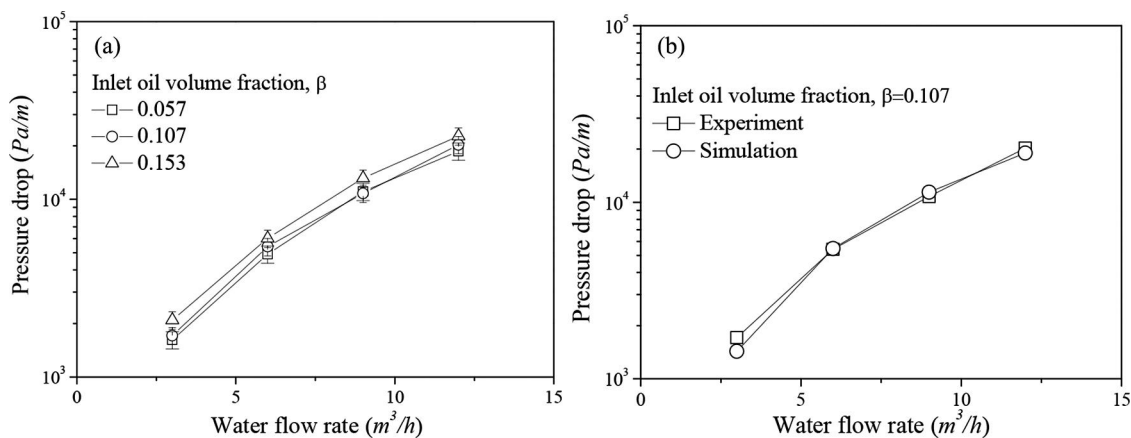 (a)
Inlet oil volume fraction, β
0.057
0.107
0.153
10^5
10^4
10^3
Pressure drop (Pa/m)
0 5 10 15
Water flow rate (m^3/h)
(b)
Inlet oil volume fraction, β=0.107
Experiment
Simulation
10^5
10^4
10^3
Pressure drop (Pa/m)
0 5 10 15
Water flow rate (m^3/h)